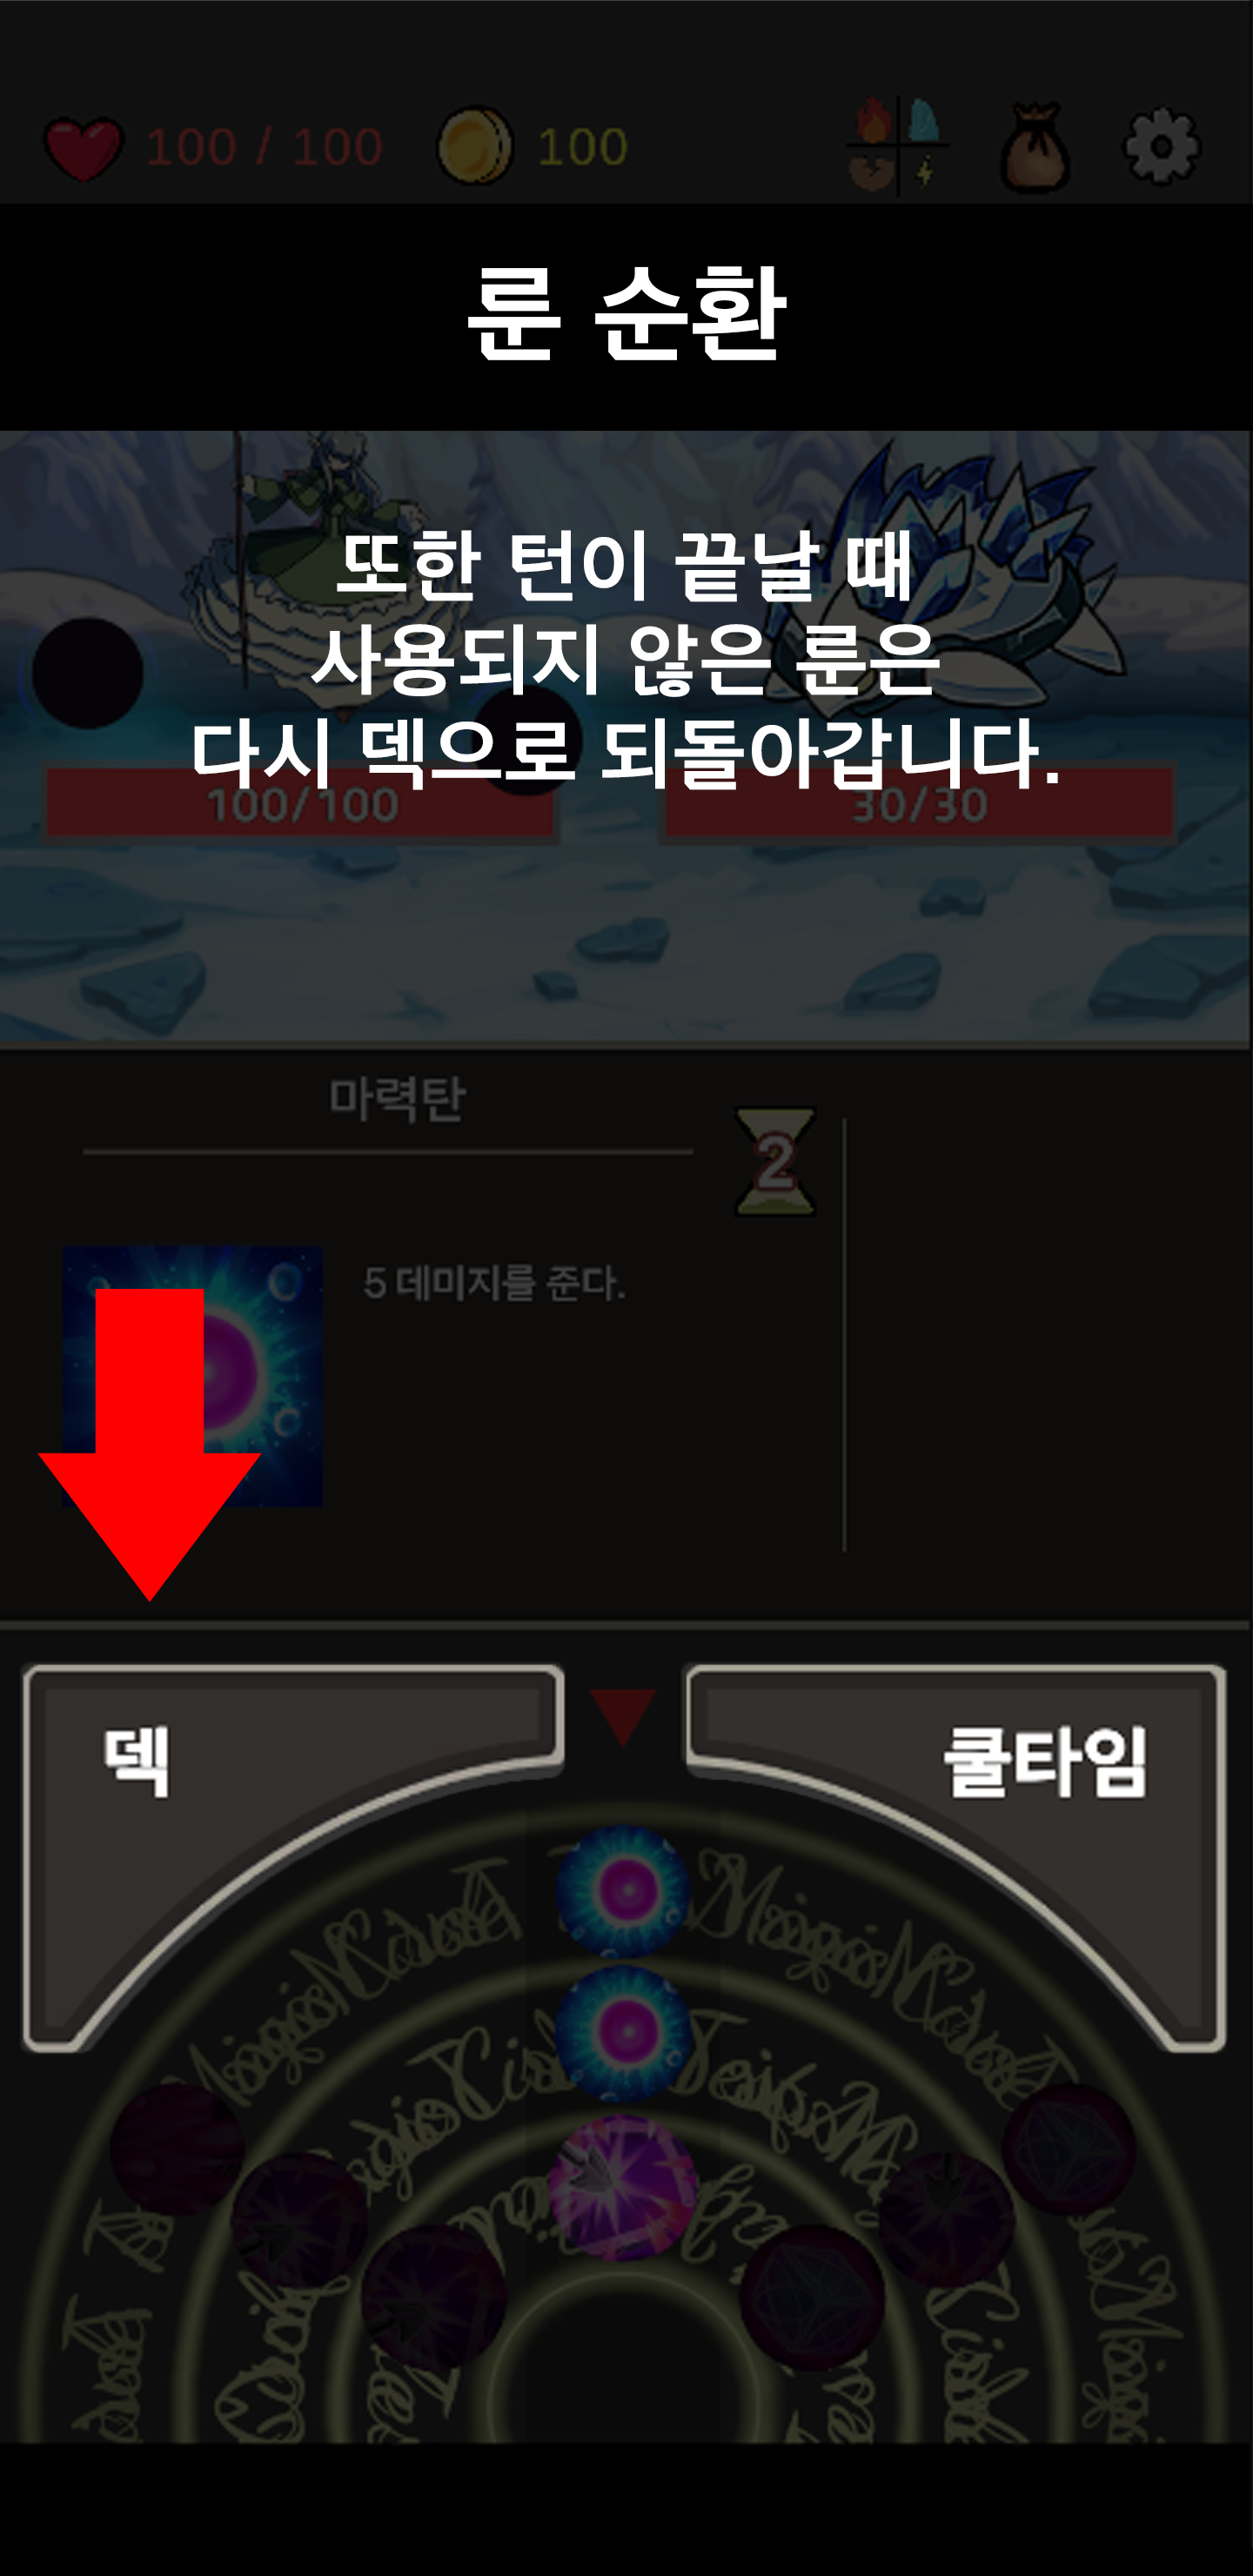 100 / 100
100
룬 순환
또한 턴이 끝날 때
사용되지 않은 룬은
다시 덱으로 되돌아갑니다.
100/100
30/30
마력탄
2
5 데미지를 준다.
덱
쿨타임